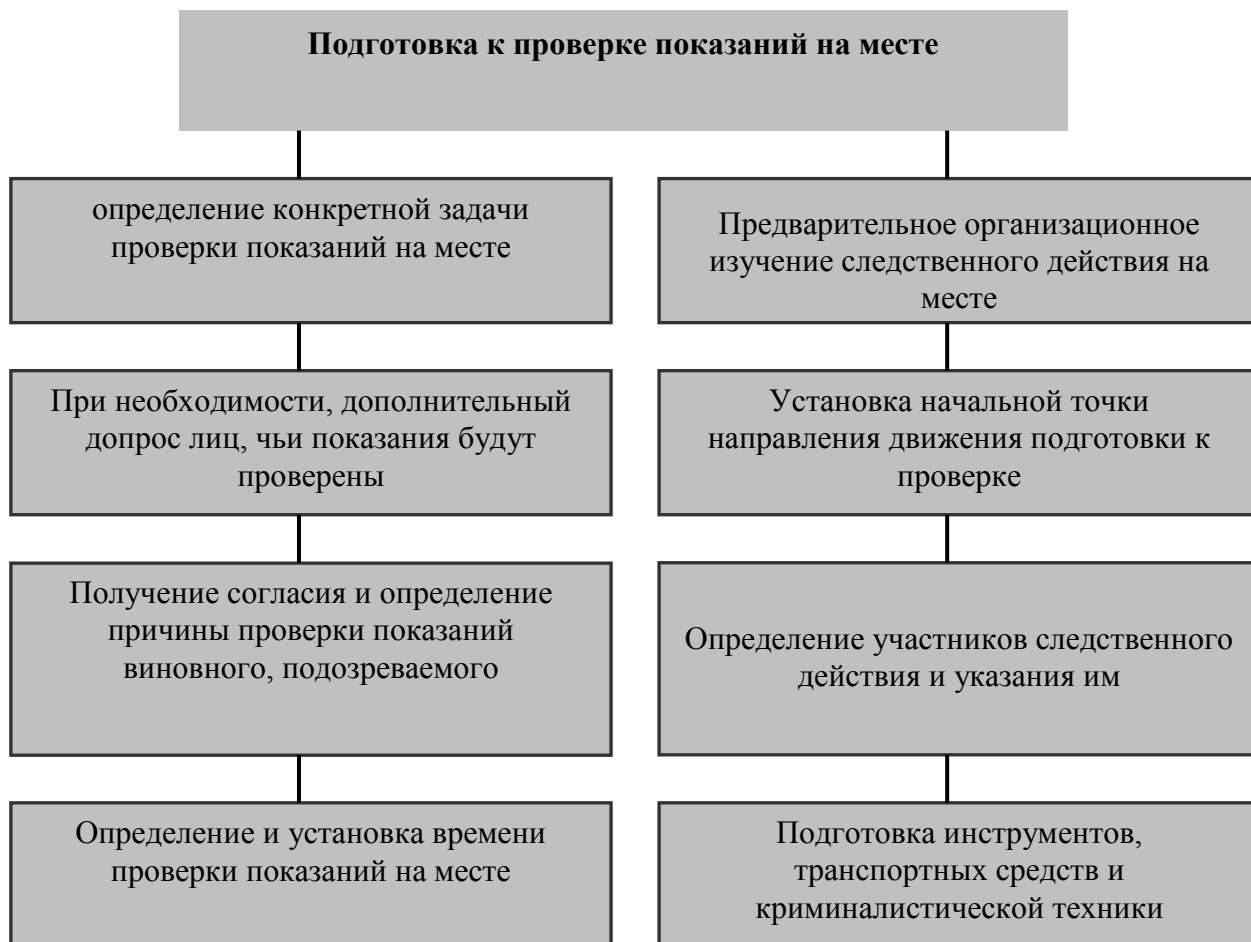 Подготовка к проверке показаний на месте
определение конкретной задачи
проверки показаний на месте
При необходимости, дополнительный
допрос лиц, чьи показания будут
проверены
Получение согласия и определение
причины проверки показаний
виновного, подозреваемого
Определение и установка времени
проверки показаний на месте
Предварительное организационное
изучение следственного действия на
месте
Установка начальной точки
направления движения подготовки к
проверке
Определение участников следственного
действия и указания им
Подготовка инструментов,
транспортных средств и
криминалистической техники